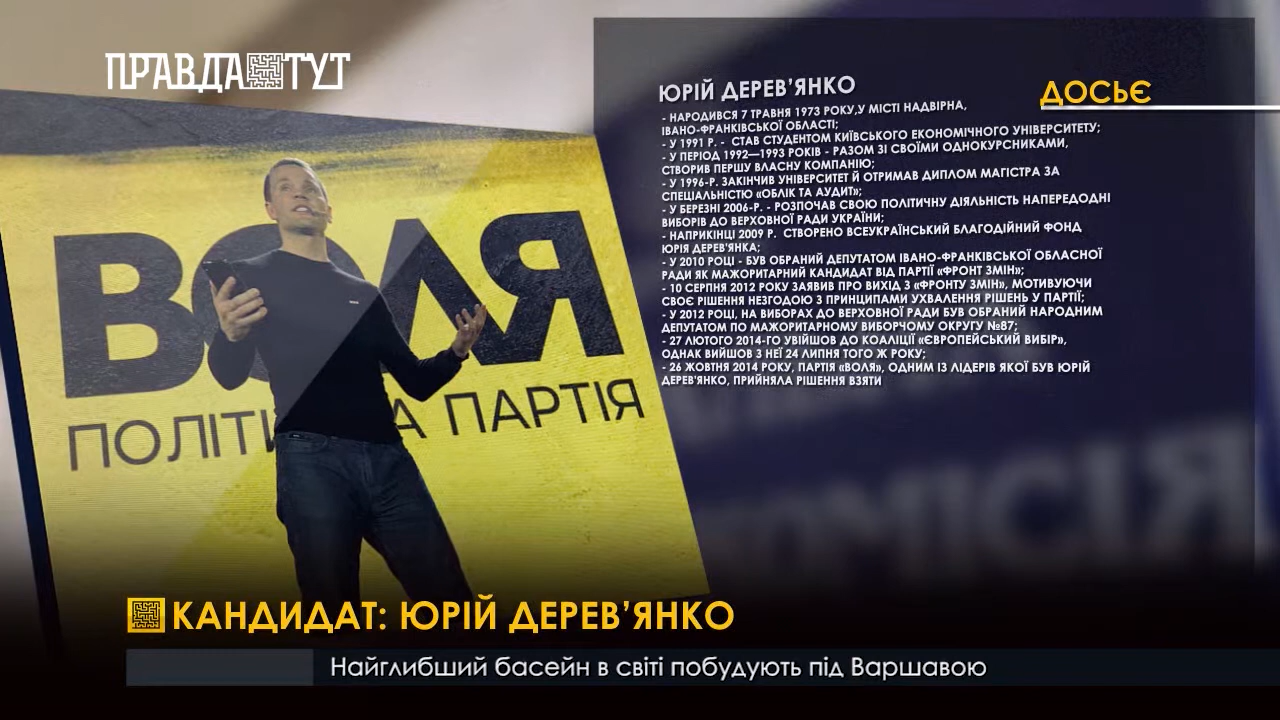 ПРАВДА ТУТ
ДОСЬЄ
ЮРІЙ ДЕРЕВ'ЯНКО
- НАРОДИВСЯ 7 ТРАВНЯ 1973 РОКУ,У МІСТІ НАДВІРНА,
ІВАНО-ФРАНКІВСЬКОЇ ОБЛАСТІ;
- У 1991 Р. - СТАВ СТУДЕНТОМ КИЇВСЬКОГО ЕКОНОМІЧНОГО УНІВЕРСИТЕТУ;
- У ПЕРІОД 1992—1993 РОКІВ - РАЗОМ ЗІ СВОЇМИ ОДНОКУРСНИКАМИ,
СТВОРИВ ПЕРШУ ВЛАСНУ КОМПАНІЮ;
- У 1996-Р. ЗАКІНЧИВ УНІВЕРСИТЕТ Й ОТРИМАВ ДИПЛОМ МАГІСТРА ЗА
СПЕЦІАЛЬНІСТЮ «ОБЛІК ТА АУДИТ»;
- У БЕРЕЗНІ 2006-Р. - РОЗПОЧАВ СВОЮ ПОЛІТИЧНУ ДІЯЛЬНІСТЬ НАПЕРЕДОДНІ
ВИБОРІВ ДО ВЕРХОВНОЇ РАДИ УКРАЇНИ;
- НАПРИКІНЦІ 2009 Р. СТВОРЕНО ВСЕУКРАЇНСЬКИЙ БЛАГОДІЙНИЙ ФОНД
ЮРІЯ ДЕРЕВ'ЯНКА;
- У 2010 РОЦІ - БУВ ОБРАНИЙ ДЕПУТАТОМ ІВАНО-ФРАНКІВСЬКОЇ ОБЛАСНОЇ
РАДИ ЯК МАЖОРИТАРНИЙ КАНДИДАТ ВІД ПАРТІЇ «ФРОНТ ЗМІН»;
- 10 СЕРПНЯ 2012 РОКУ ЗАЯВИВ ПРО ВИХІД З «ФРОНТУ ЗМІН», МОТИВУЮЧИ
СВОЄ РІШЕННЯ НЕЗГОДОЮ З ПРИНЦИПАМИ УХВАЛЕННЯ РІШЕНЬ У ПАРТІЇ;
- У 2012 РОЦІ, НА ВИБОРАХ ДО ВЕРХОВНОЇ РАДИ БУВ ОБРАНИЙ НАРОДНИМ
ДЕПУТАТОМ ПО МАЖОРИТАРНОМУ ВИБОРЧОМУ ОКРУГУ №87;
- 27 ЛЮТОГО 2014-ГО УВІЙШОВ ДО КОАЛІЦІЇ «ЄВРОПЕЙСЬКИЙ ВИБІР»,
ОДНАК ВИЙШОВ З НЕЇ 24 ЛИПНЯ ТОГО Ж РОКУ;
- 26 ЖОВТНЯ 2014 РОКУ, ПАРТІЯ «ВОЛЯ», ОДНИМ ІЗ ЛІДЕРІВ ЯКОЇ БУВ ЮРІЙ
ДЕРЕВ'ЯНКО, ПРИЙНЯЛА РІШЕННЯ ВЗЯТИ
ВОЛЯ
ПОЛІТИ А ПАРТІЯ
КОМІСІЯ
КАНДИДАТ: ЮРІЙ ДЕРЕВ'ЯНКО
Найглибший басейн в світі побудують під Варшавою